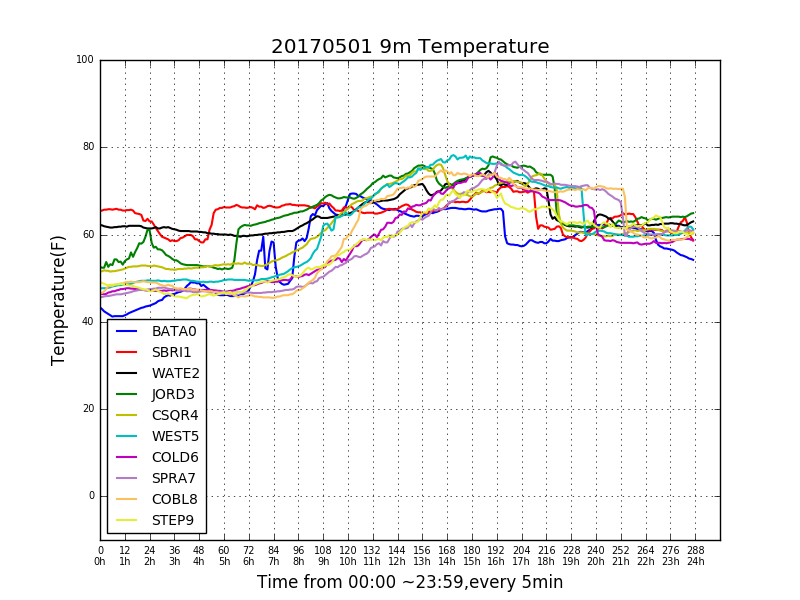 20170501 9m Temperature
100
80
60
40
20
0
Temperature(F)
BATA0
SBRI1
WATE2
JORD3
CSQR4
WEST5
COLD6
SPRA7
COBL8
STEP9
0 12 24 36 48 60 72 84 96 108 120 132 144 156 168 180 192 204 216 228 240 252 264 276 288
0h 1h 2h 3h 4h 5h 6h 7h 8h 9h 10h 11h 12h 13h 14h 15h 16h 17h 18h 19h 20h 21h 22h 23h 24h
Time from 00:00 ~23:59,every 5min